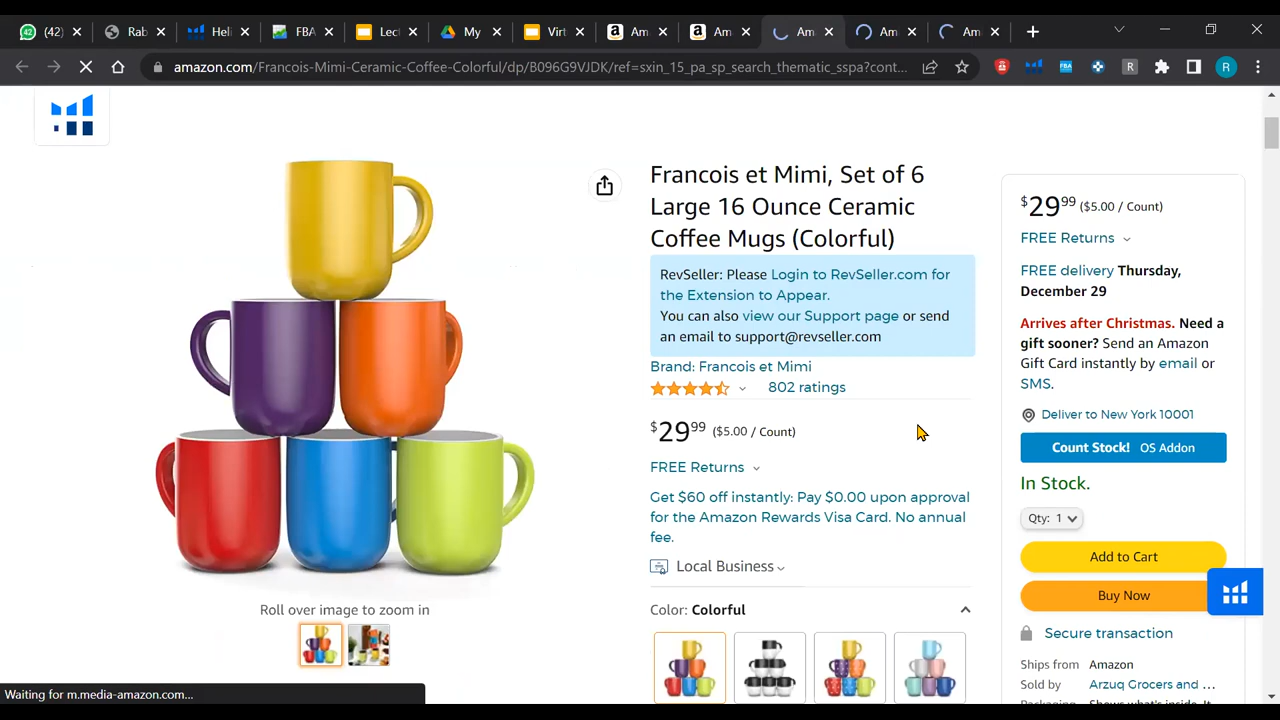 (42)
Rab
Heli
FBA
Lect
My
Virt
Am
Am
Am
Am
Am
amazon.com/Francois-Mimi-Ceramic-Coffee-Colorful/dp/B096G9VJDK/ref=sxin_15_pa_sp_search_thematic_sspa?cont...
Francois et Mimi, Set of 6
Large 16 Ounce Ceramic
Coffee Mugs (Colorful)
RevSeller: Please Login to RevSeller.com for
the Extension to Appear.
You can also view our Support page or send
an email to support@revseller.com
Brand: Francois et Mimi
802 ratings
$29 99 ($5.00 / Count)
FREE Returns
Get $60 off instantly: Pay $0.00 upon approval
for the Amazon Rewards Visa Card. No annual
fee.
Local Business
Color: Colorful
Roll over image to zoom in
$29 99 ($5.00 / Count)
FREE Returns
FREE delivery Thursday,
December 29
Arrives after Christmas. Need a
gift sooner? Send an Amazon
Gift Card instantly by email or
SMS.
Deliver to New York 10001
Count Stock! OS Addon
In Stock.
Qty: 1
Add to Cart
Buy Now
Secure transaction
Ships from Amazon
Sold by Arzuq Grocers and ...
Waiting for m.media-amazon.com...